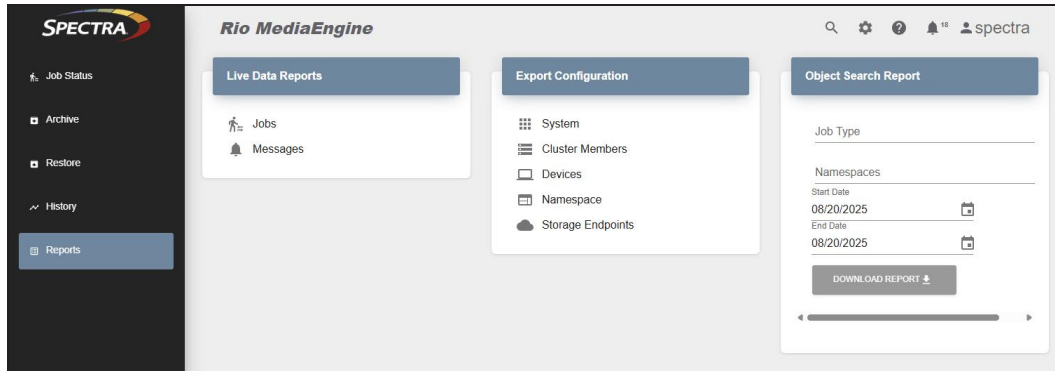 SPECTRA
Rio MediaEngine
18
spectra
Job Status
Archive
Restore
History
Reports
Live Data Reports
Jobs
Messages
Export Configuration
System
Cluster Members
Devices
Namespace
Storage Endpoints
Object Search Report
Job Type
Namespaces
Start Date
08/20/2025
End Date
08/20/2025
DOWNLOAD REPORT